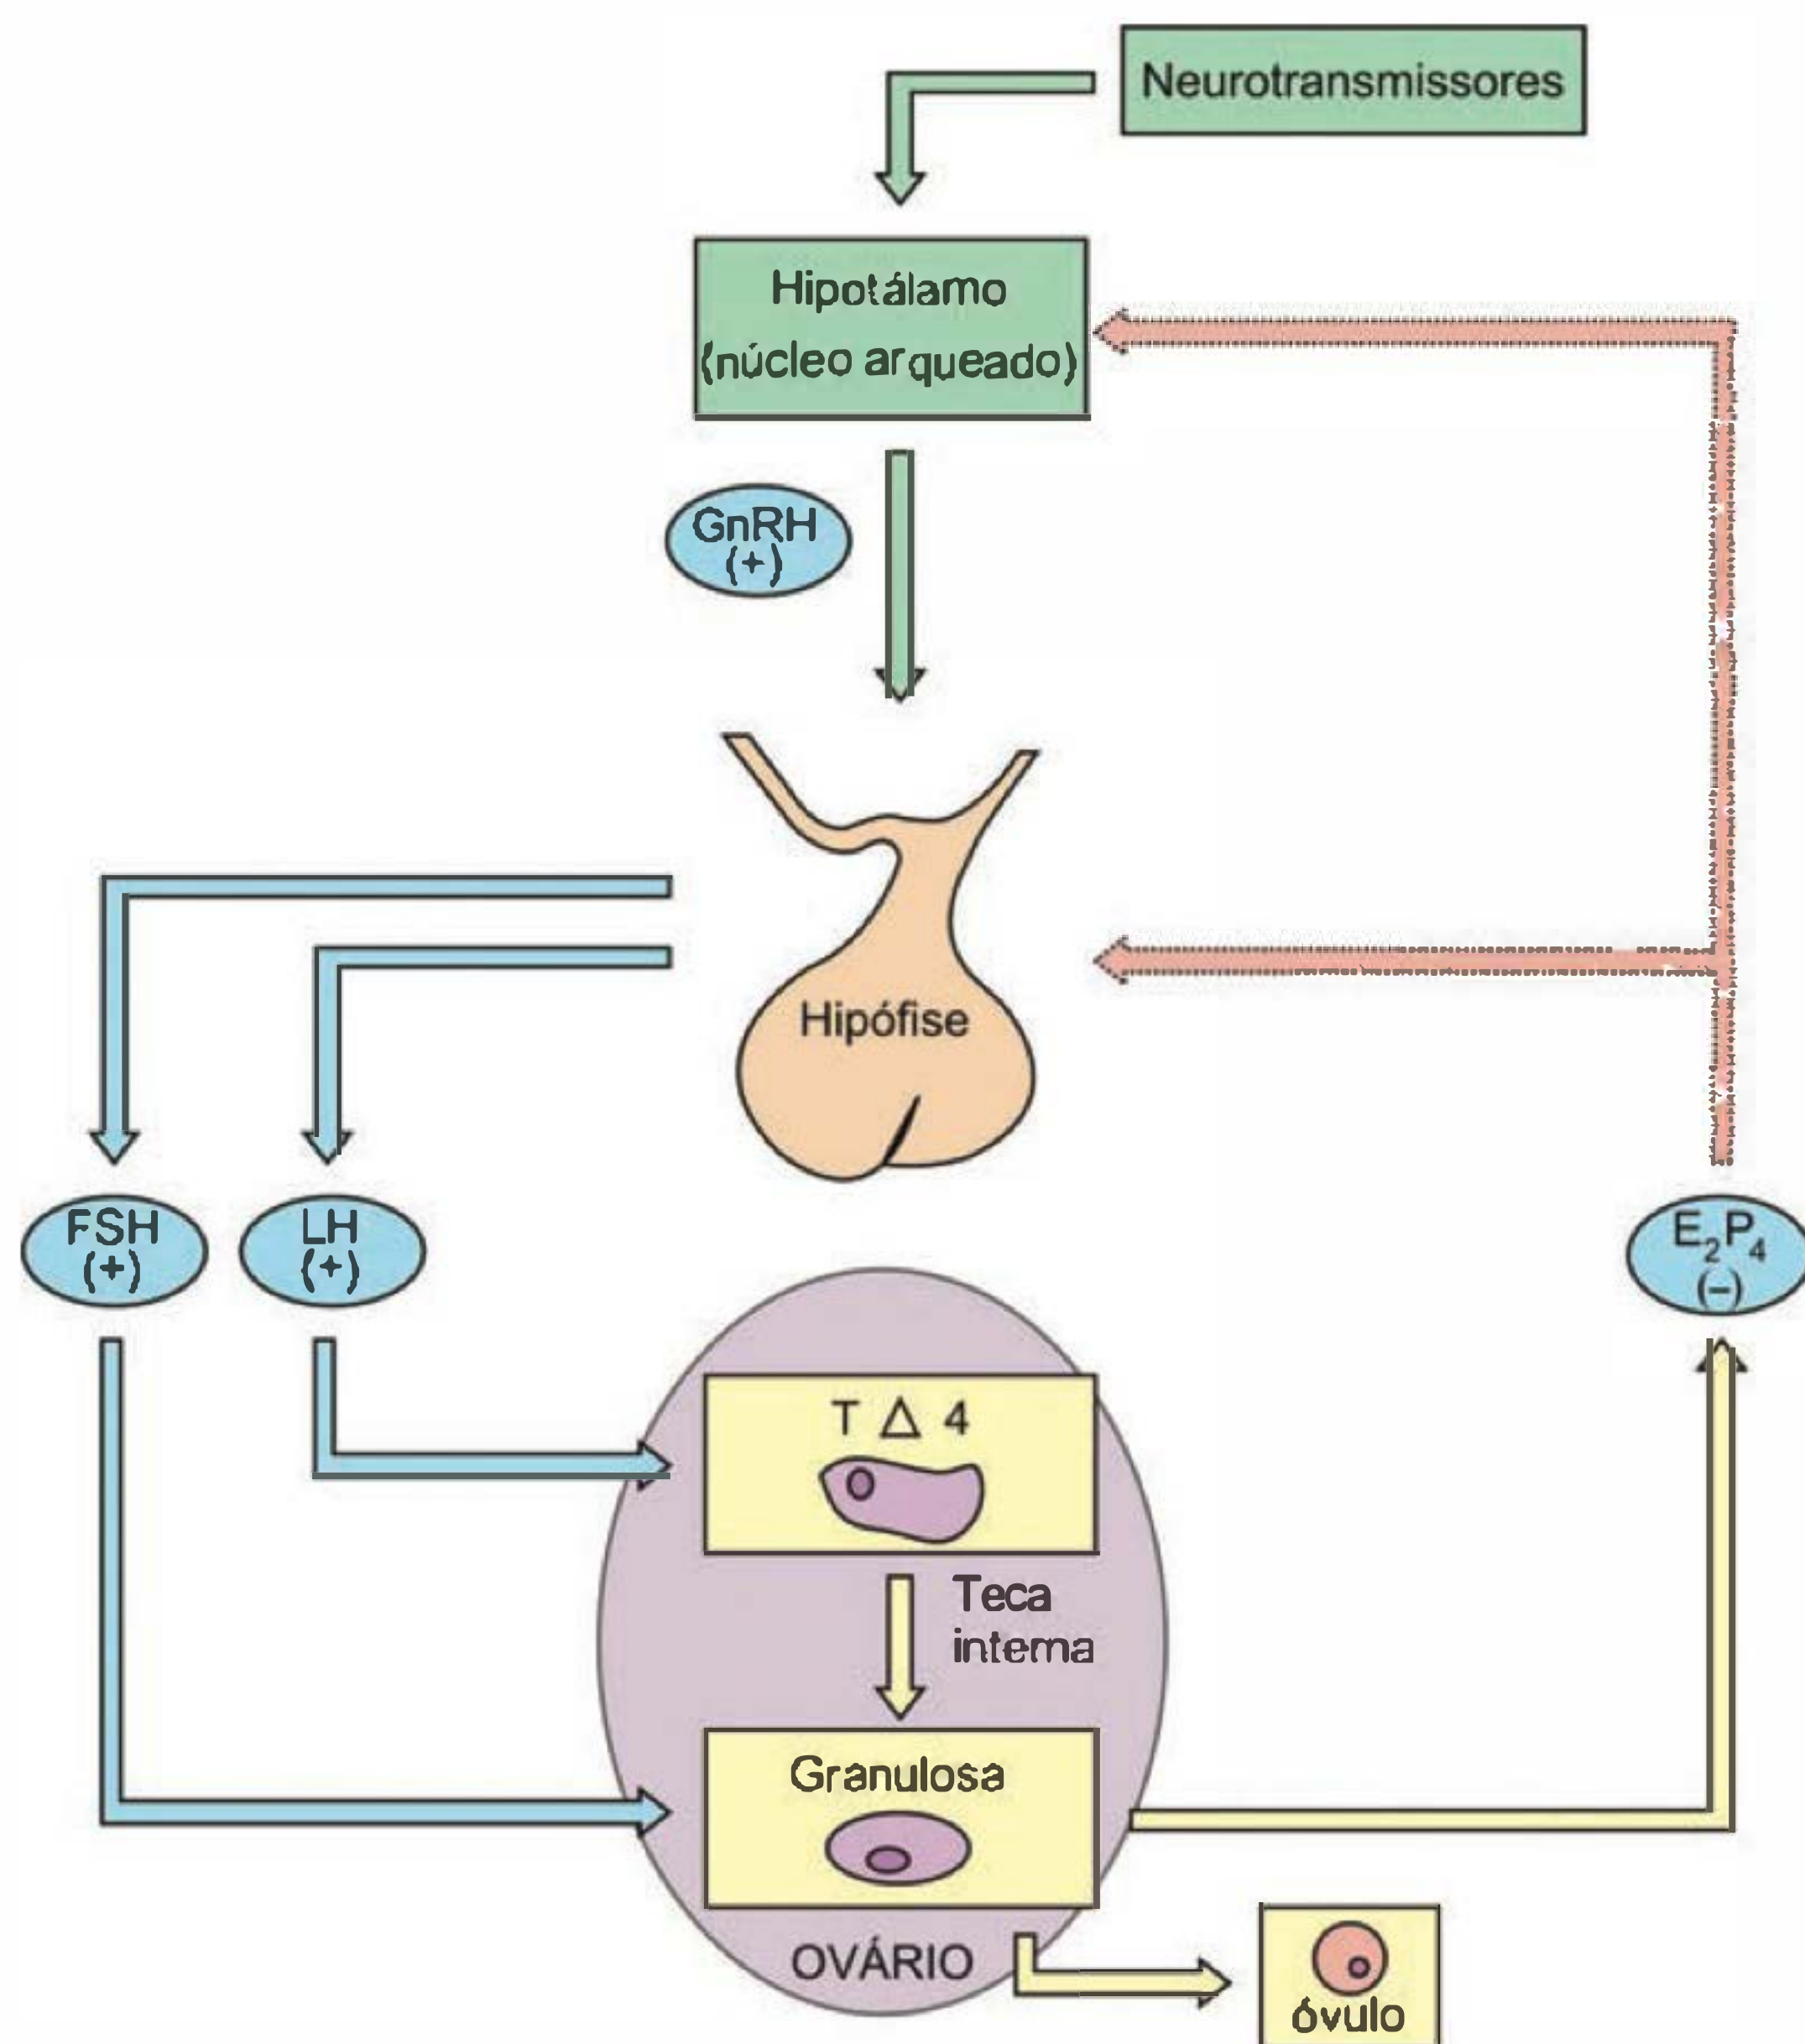 Neurotransmissores
Hipotálamo
(núcleo arqueado)
GnRH
(+)
Hipófise
FSH
(+)
LH
(+)
E₂P₄
(−)
T Δ 4
Teca
interna
Granulosa
OVÁRIO
óvulo